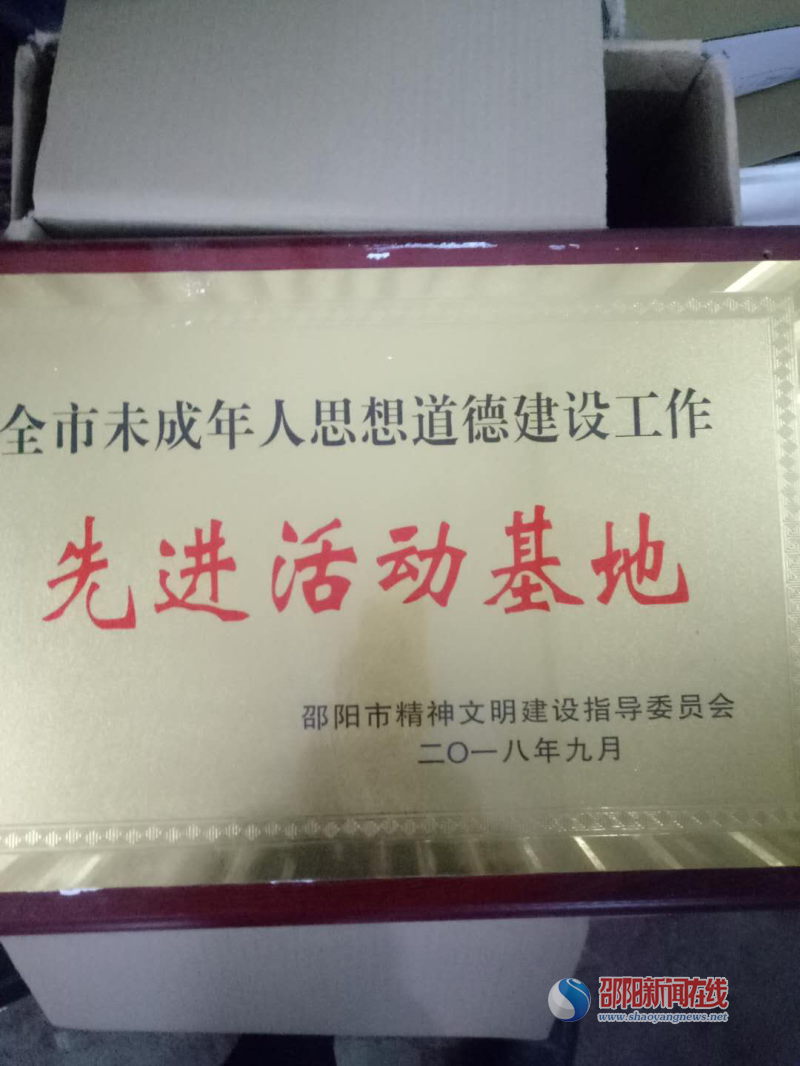 全市未成年人思想道德建设工作
先进活动基地
邵阳市精神文明建设指导委员会
二〇一八年九月
邵阳新闻在线
www.shaoyangnews.net